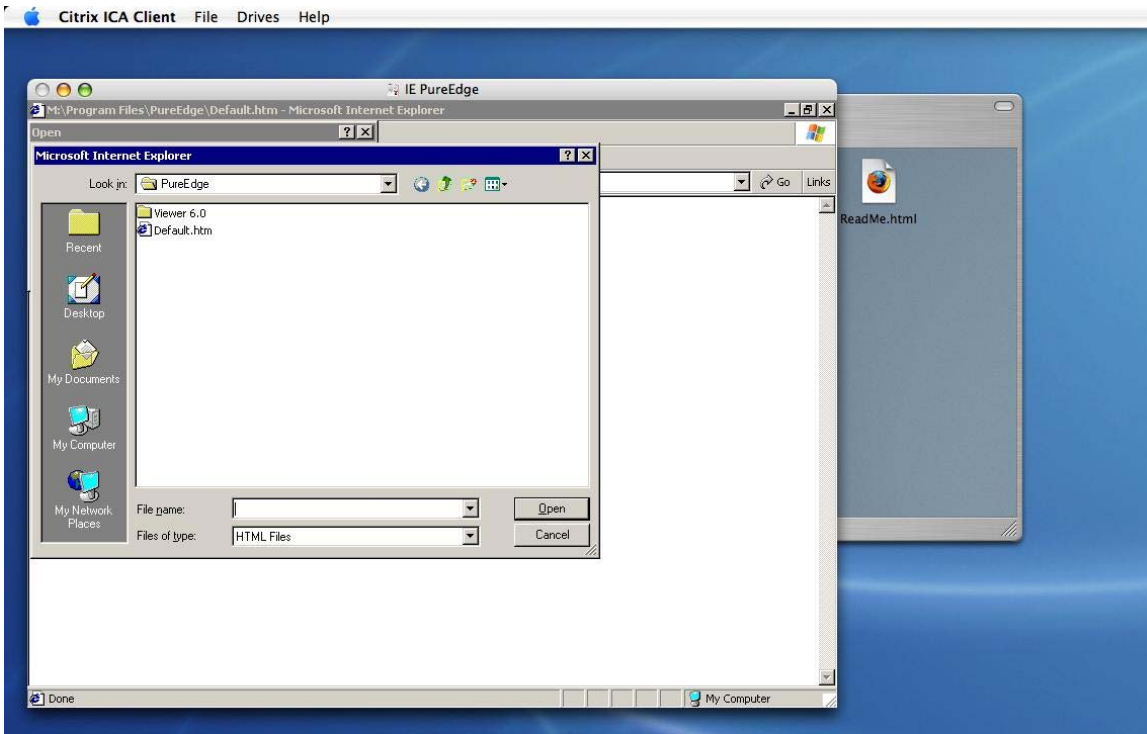 Citrix ICA Client File Drives Help
IE PureEdge
M:\Program Files\PureEdge\Default.htm - Microsoft Internet Explorer
Open
Microsoft Internet Explorer
Look in: PureEdge
Go Links
Viewer 6.0
Default.htm
ReadMe.html
Recent
Desktop
My Documents
My Computer
My Network
Places
File name: Open
Files of type: HTML Files Cancel
Done My Computer